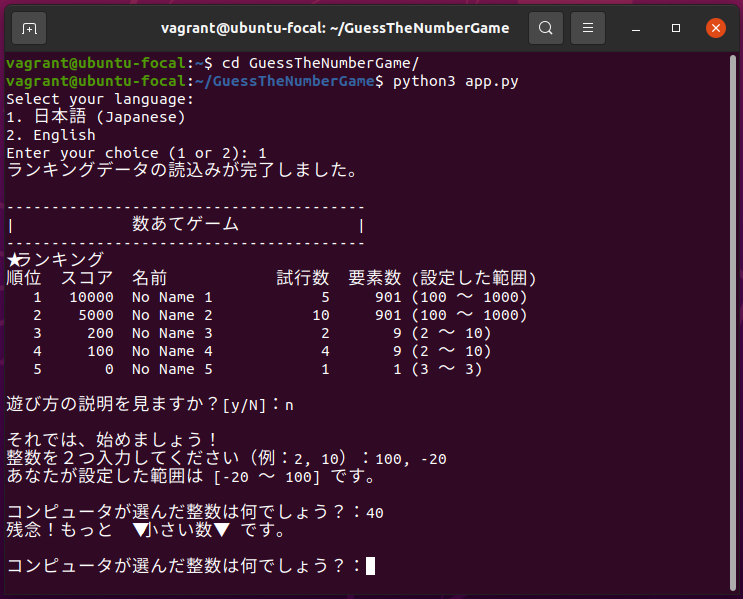 vagrant@ubuntu-focal: ~/GuessTheNumberGame
vagrant@ubuntu-focal:~$ cd GuessTheNumberGame/
vagrant@ubuntu-focal:~/GuessTheNumberGame$ python3 app.py
Select your language:
1. 日本語 (Japanese)
2. English
Enter your choice (1 or 2): 1
ランキングデータの読込みが完了しました。
----------------------------------------
|             数あてゲーム             |
----------------------------------------
★ランキング
順位  スコア  名前            試行数  要素数 (設定した範囲)
   1   10000  No Name 1            5     901 (100 〜 1000)
   2    5000  No Name 2           10     901 (100 〜 1000)
   3     200  No Name 3            2       9 (2 〜 10)
   4     100  No Name 4            4       9 (2 〜 10)
   5       0  No Name 5            1       1 (3 〜 3)
遊び方の説明を見ますか？[y/N]：n
それでは、始めましょう！
整数を２つ入力してください（例：2, 10）：100, -20
あなたが設定した範囲は [-20 〜 100] です。
コンピュータが選んだ整数は何でしょう？：40
残念！もっと  ▼小さい数▼ です。
コンピュータが選んだ整数は何でしょう？：